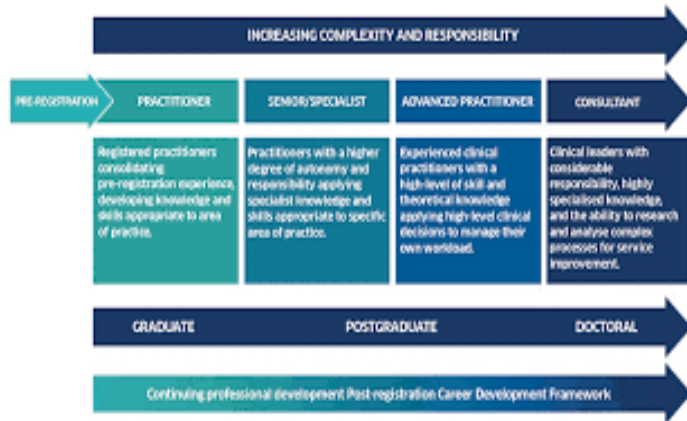 INCREASING COMPLEXITY AND RESPONSIBILITY
PRE-REGISTRATION
PRACTITIONER
SENIOR/SPECIALIST
ADVANCED PRACTITIONER
CONSULTANT
Registered practitioners
consolidating
pre-registration experience,
developing knowledge and
skills appropriate to area
of practice.
Practitioners with a higher
degree of autonomy and
responsibility applying
specialist knowledge and
skills appropriate to specific
area of practice.
Experienced clinical
practitioners with a
high-level of skill and
theoretical knowledge
applying high-level clinical
decisions to manage their
own workload.
Clinical leaders with
considerable
responsibility, highly
specialised knowledge,
and the ability to research
and analyse complex
processes for service
improvement.
GRADUATE
POSTGRADUATE
DOCTORAL
Continuing professional development Post-registration Career Development Framework